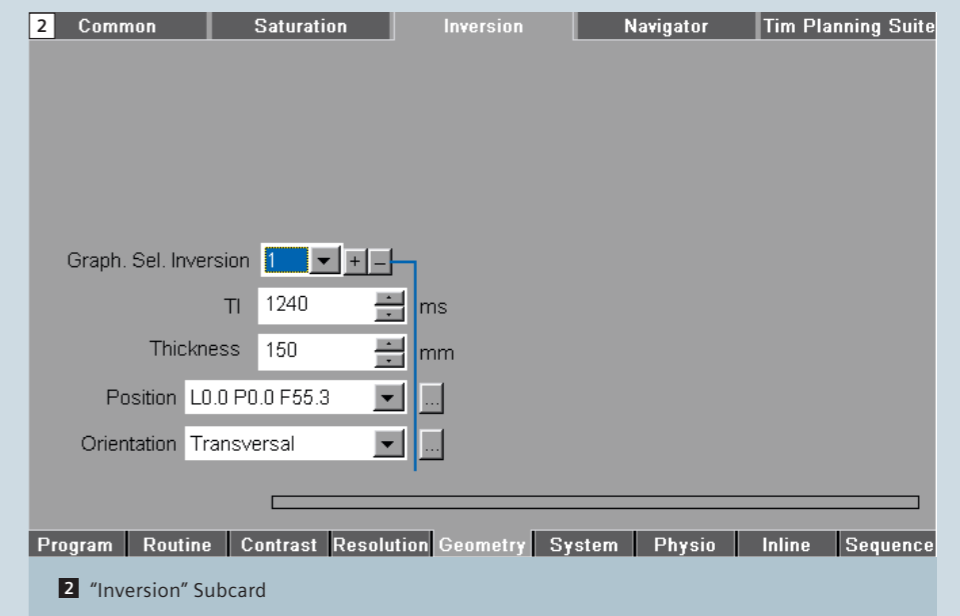 2 Common Saturation Inversion Navigator Tim Planning Suite
Graph. Sel. Inversion 1 + –
TI 1240 ms
Thickness 150 mm
Position L0.0 P0.0 F55.3 ...
Orientation Transversal ...
Program Routine Contrast Resolution Geometry System Physio Inline Sequence
2 “Inversion” Subcard